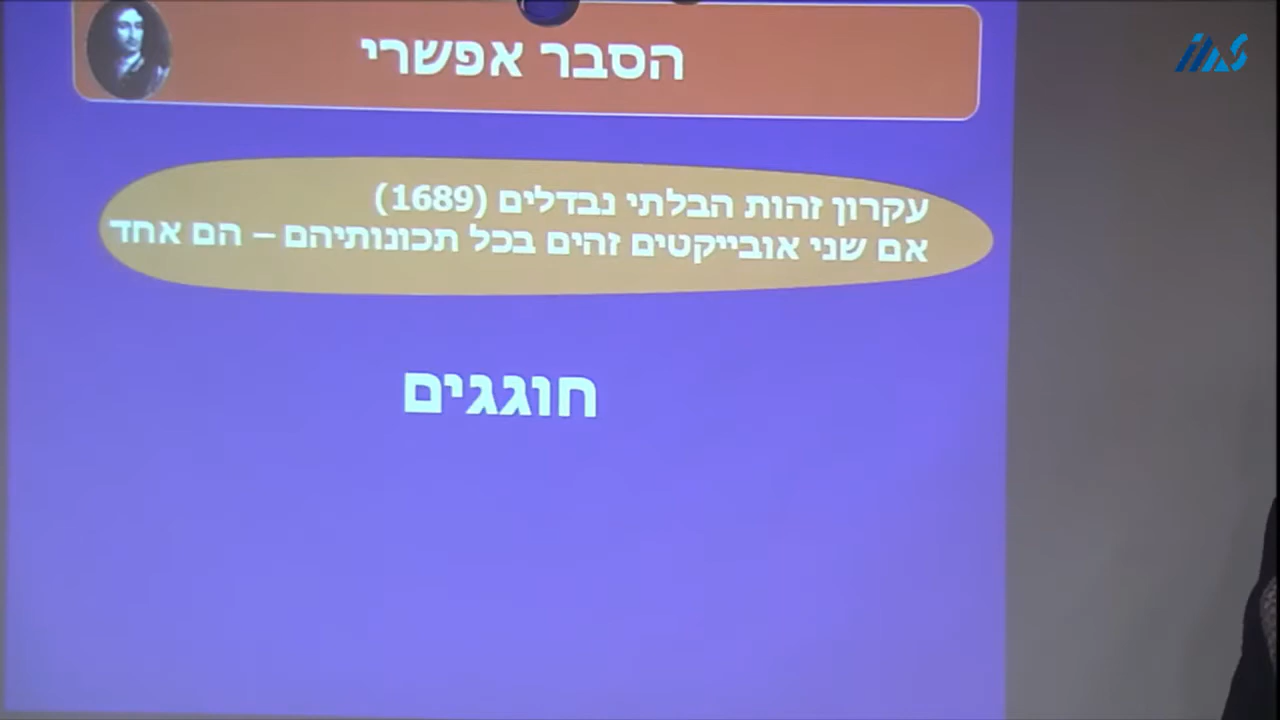 הסבר אפשרי
עקרון זהות הבלתי נבדלים (1689)
אם שני אובייקטים זהים בכל תכונותיהם – הם אחד
חוגגים